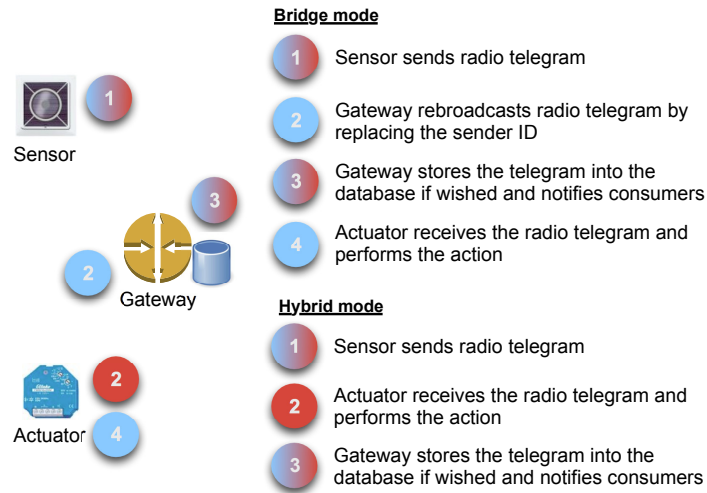 Bridge mode
1
Sensor sends radio telegram
2
Gateway rebroadcasts radio telegram by
replacing the sender ID
3
Gateway stores the telegram into the
database if wished and notifies consumers
4
Actuator receives the radio telegram and
performs the action
Hybrid mode
1
Sensor sends radio telegram
2
Actuator receives the radio telegram and
performs the action
3
Gateway stores the telegram into the
database if wished and notifies consumers
1
Sensor
3
2
Gateway
2
4
Actuator